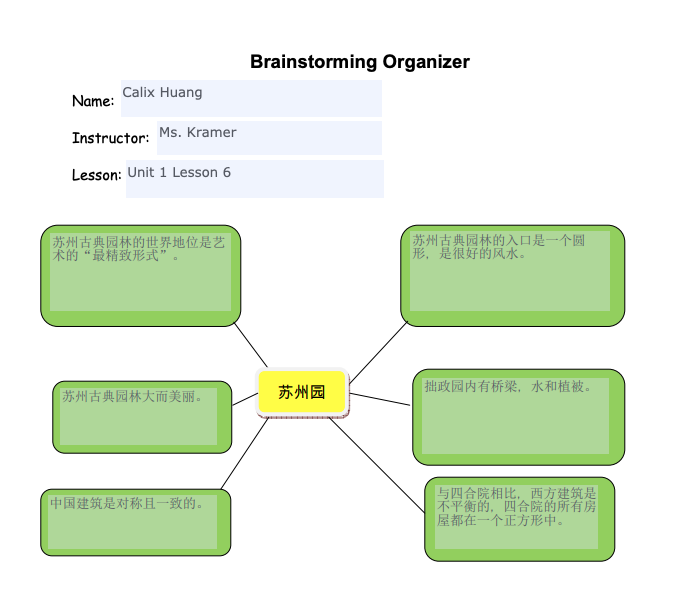 Brainstorming Organizer
Name: Calix Huang
Instructor: Ms. Kramer
Lesson: Unit 1 Lesson 6
苏州古典园林的世界地位是艺
术的“最精致形式”。
苏州古典园林的入口是一个圆
形，是很好的风水。
苏州园
苏州古典园林大而美丽。
拙政园内有桥梁，水和植被。
中国建筑是对称且一致的。
与四合院相比，西方建筑是
不平衡的，四合院的所有房
屋都在一个正方形中。